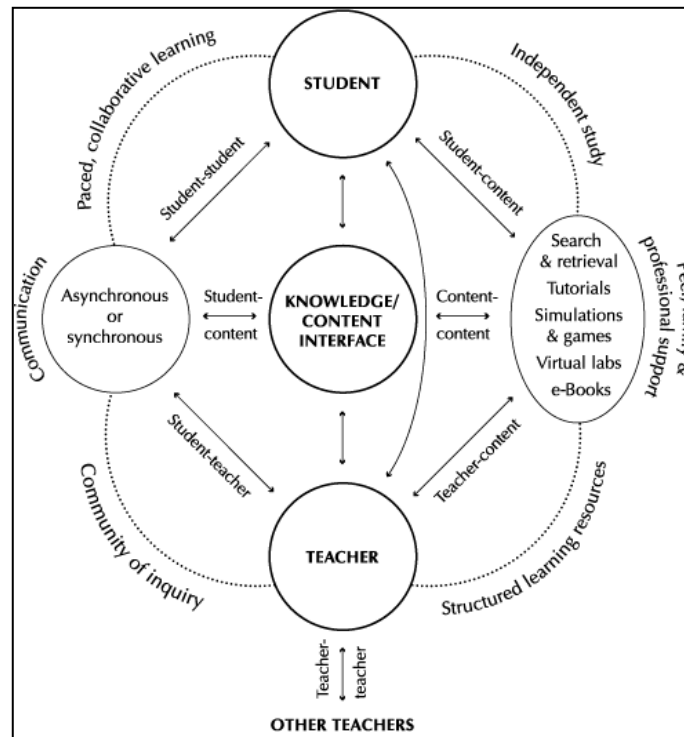 Paced, collaborative learning
Independent study
STUDENT
Student-student
Student-content
Communication
Asynchronous
or
synchronous
Student-
content
KNOWLEDGE/
CONTENT
INTERFACE
Content-
content
Search
& retrieval
Tutorials
Simulations
& games
Virtual labs
e-Books
family &
professional support
Student-teacher
Teacher-content
Community of inquiry
TEACHER
Structured learning resources
Teacher-
teacher
OTHER TEACHERS